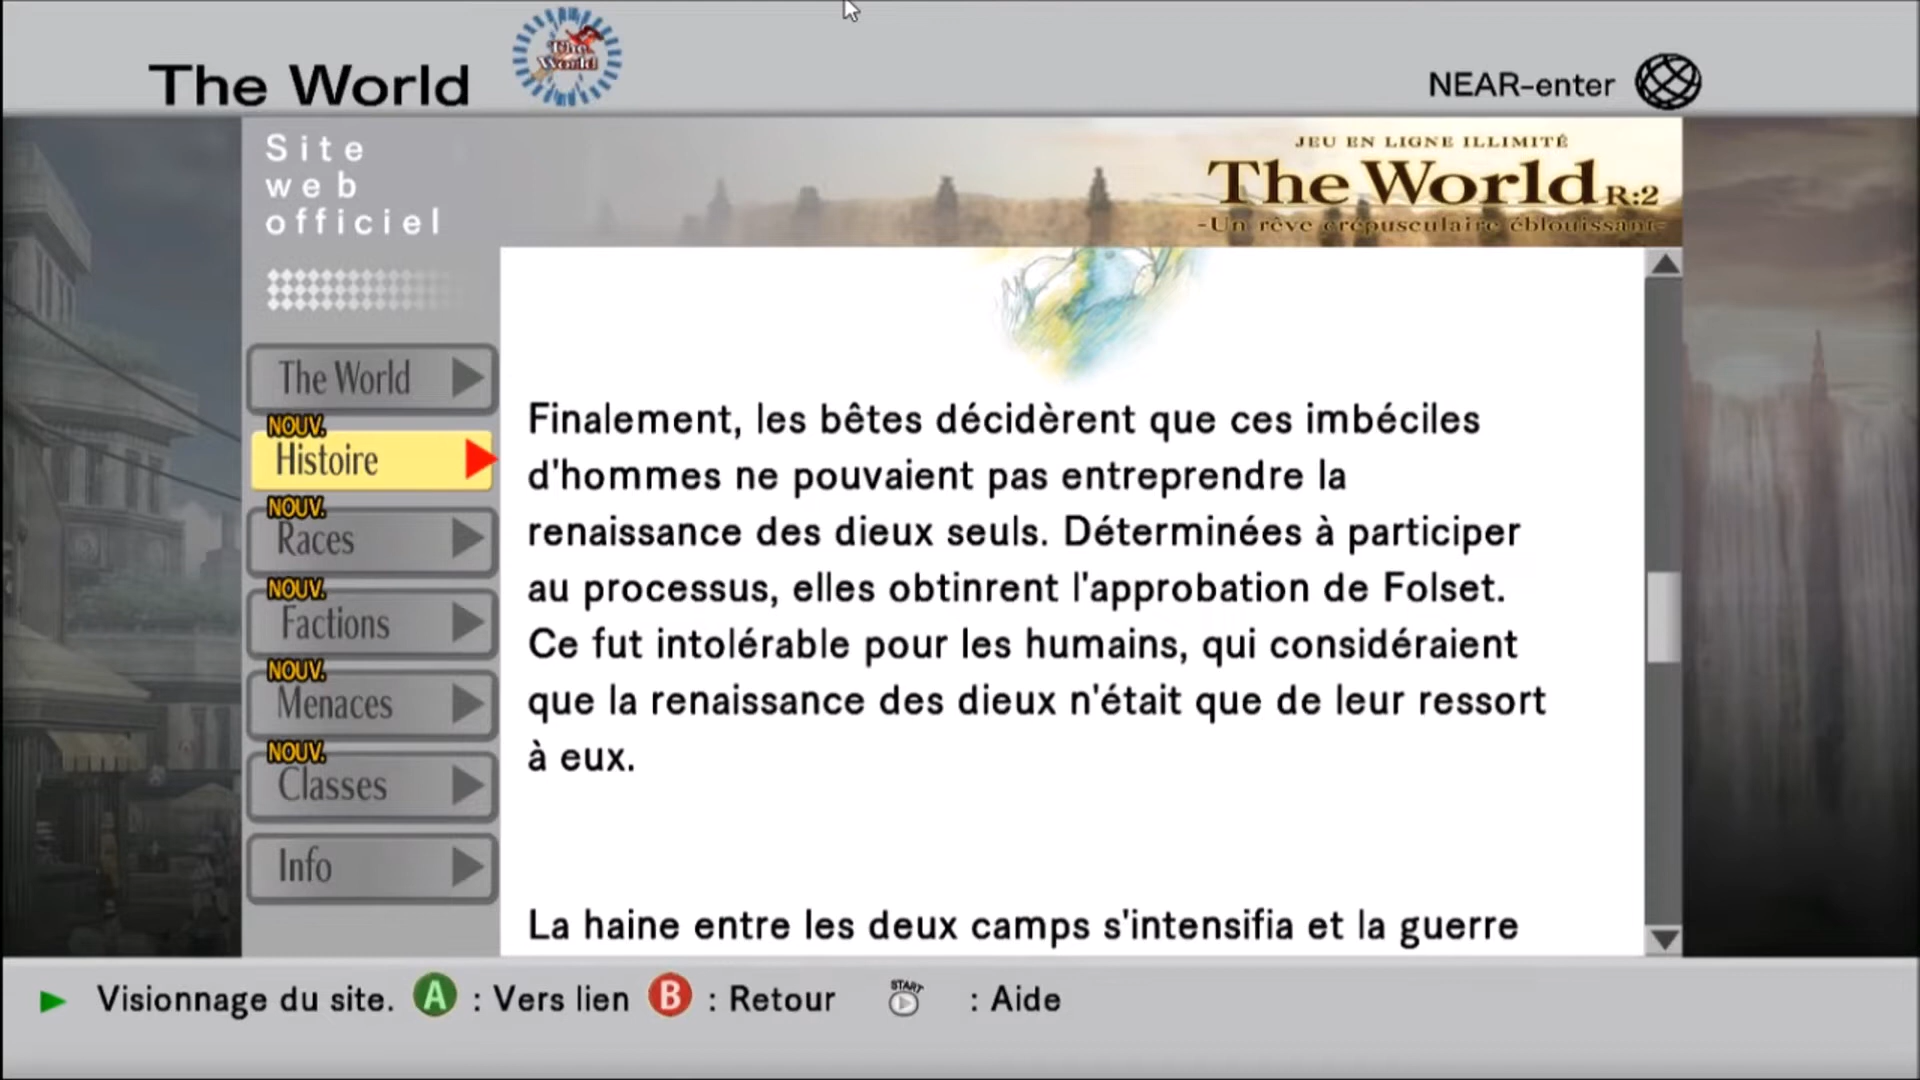 The World
The World
NEAR-enter
Site
web
officiel
JEU EN LIGNE ILLIMITÉ
The World R:2
-Un rêve crépusculaire éblouissant-
The World
NOUV.
Histoire
NOUV.
Races
NOUV.
Factions
NOUV.
Menaces
NOUV.
Classes
Info
Finalement, les bêtes décidèrent que ces imbéciles
d'hommes ne pouvaient pas entreprendre la
renaissance des dieux seuls. Déterminées à participer
au processus, elles obtinrent l'approbation de Folset.
Ce fut intolérable pour les humains, qui considéraient
que la renaissance des dieux n'était que de leur ressort
à eux.
La haine entre les deux camps s'intensifia et la guerre
Visionnage du site. A : Vers lien B : Retour START : Aide